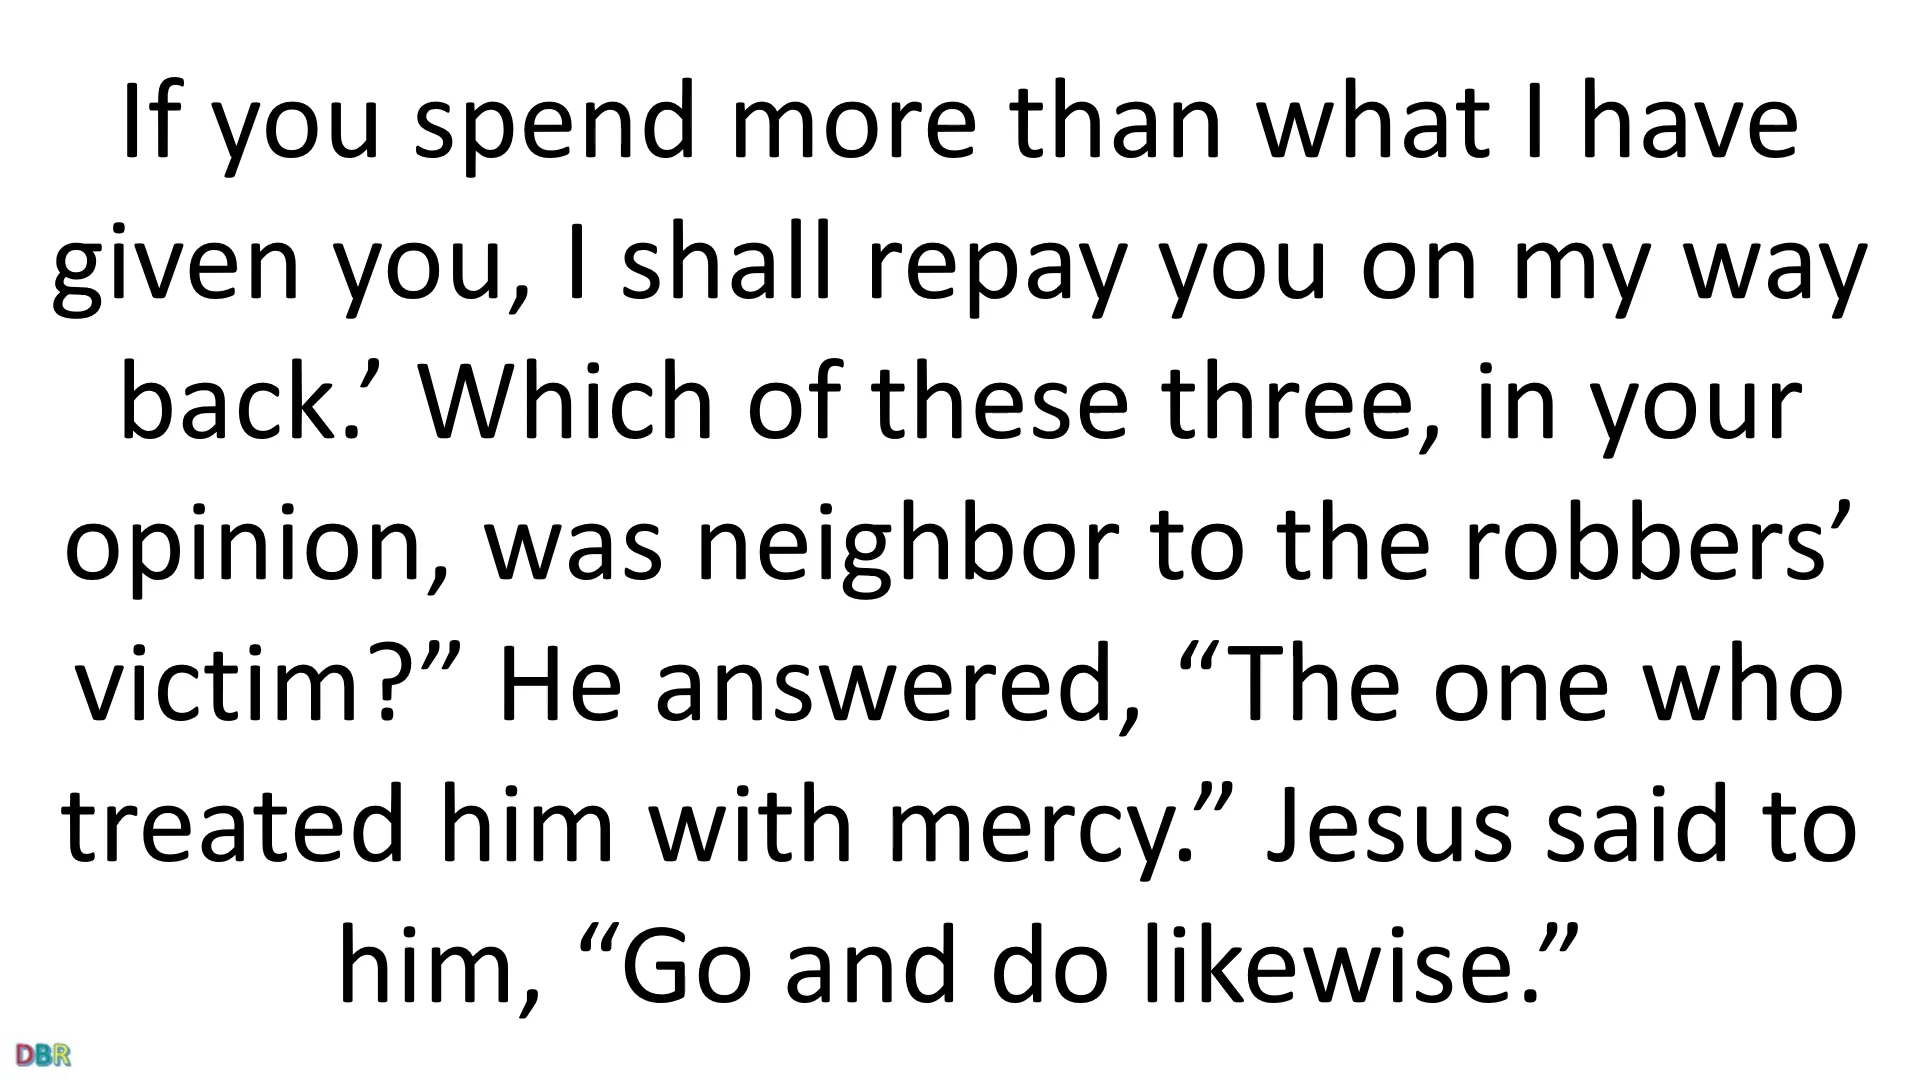 If you spend more than what I have
given you, I shall repay you on my way
back.’ Which of these three, in your
opinion, was neighbor to the robbers’
victim?” He answered, “The one who
treated him with mercy.” Jesus said to
him, “Go and do likewise.”
DBR